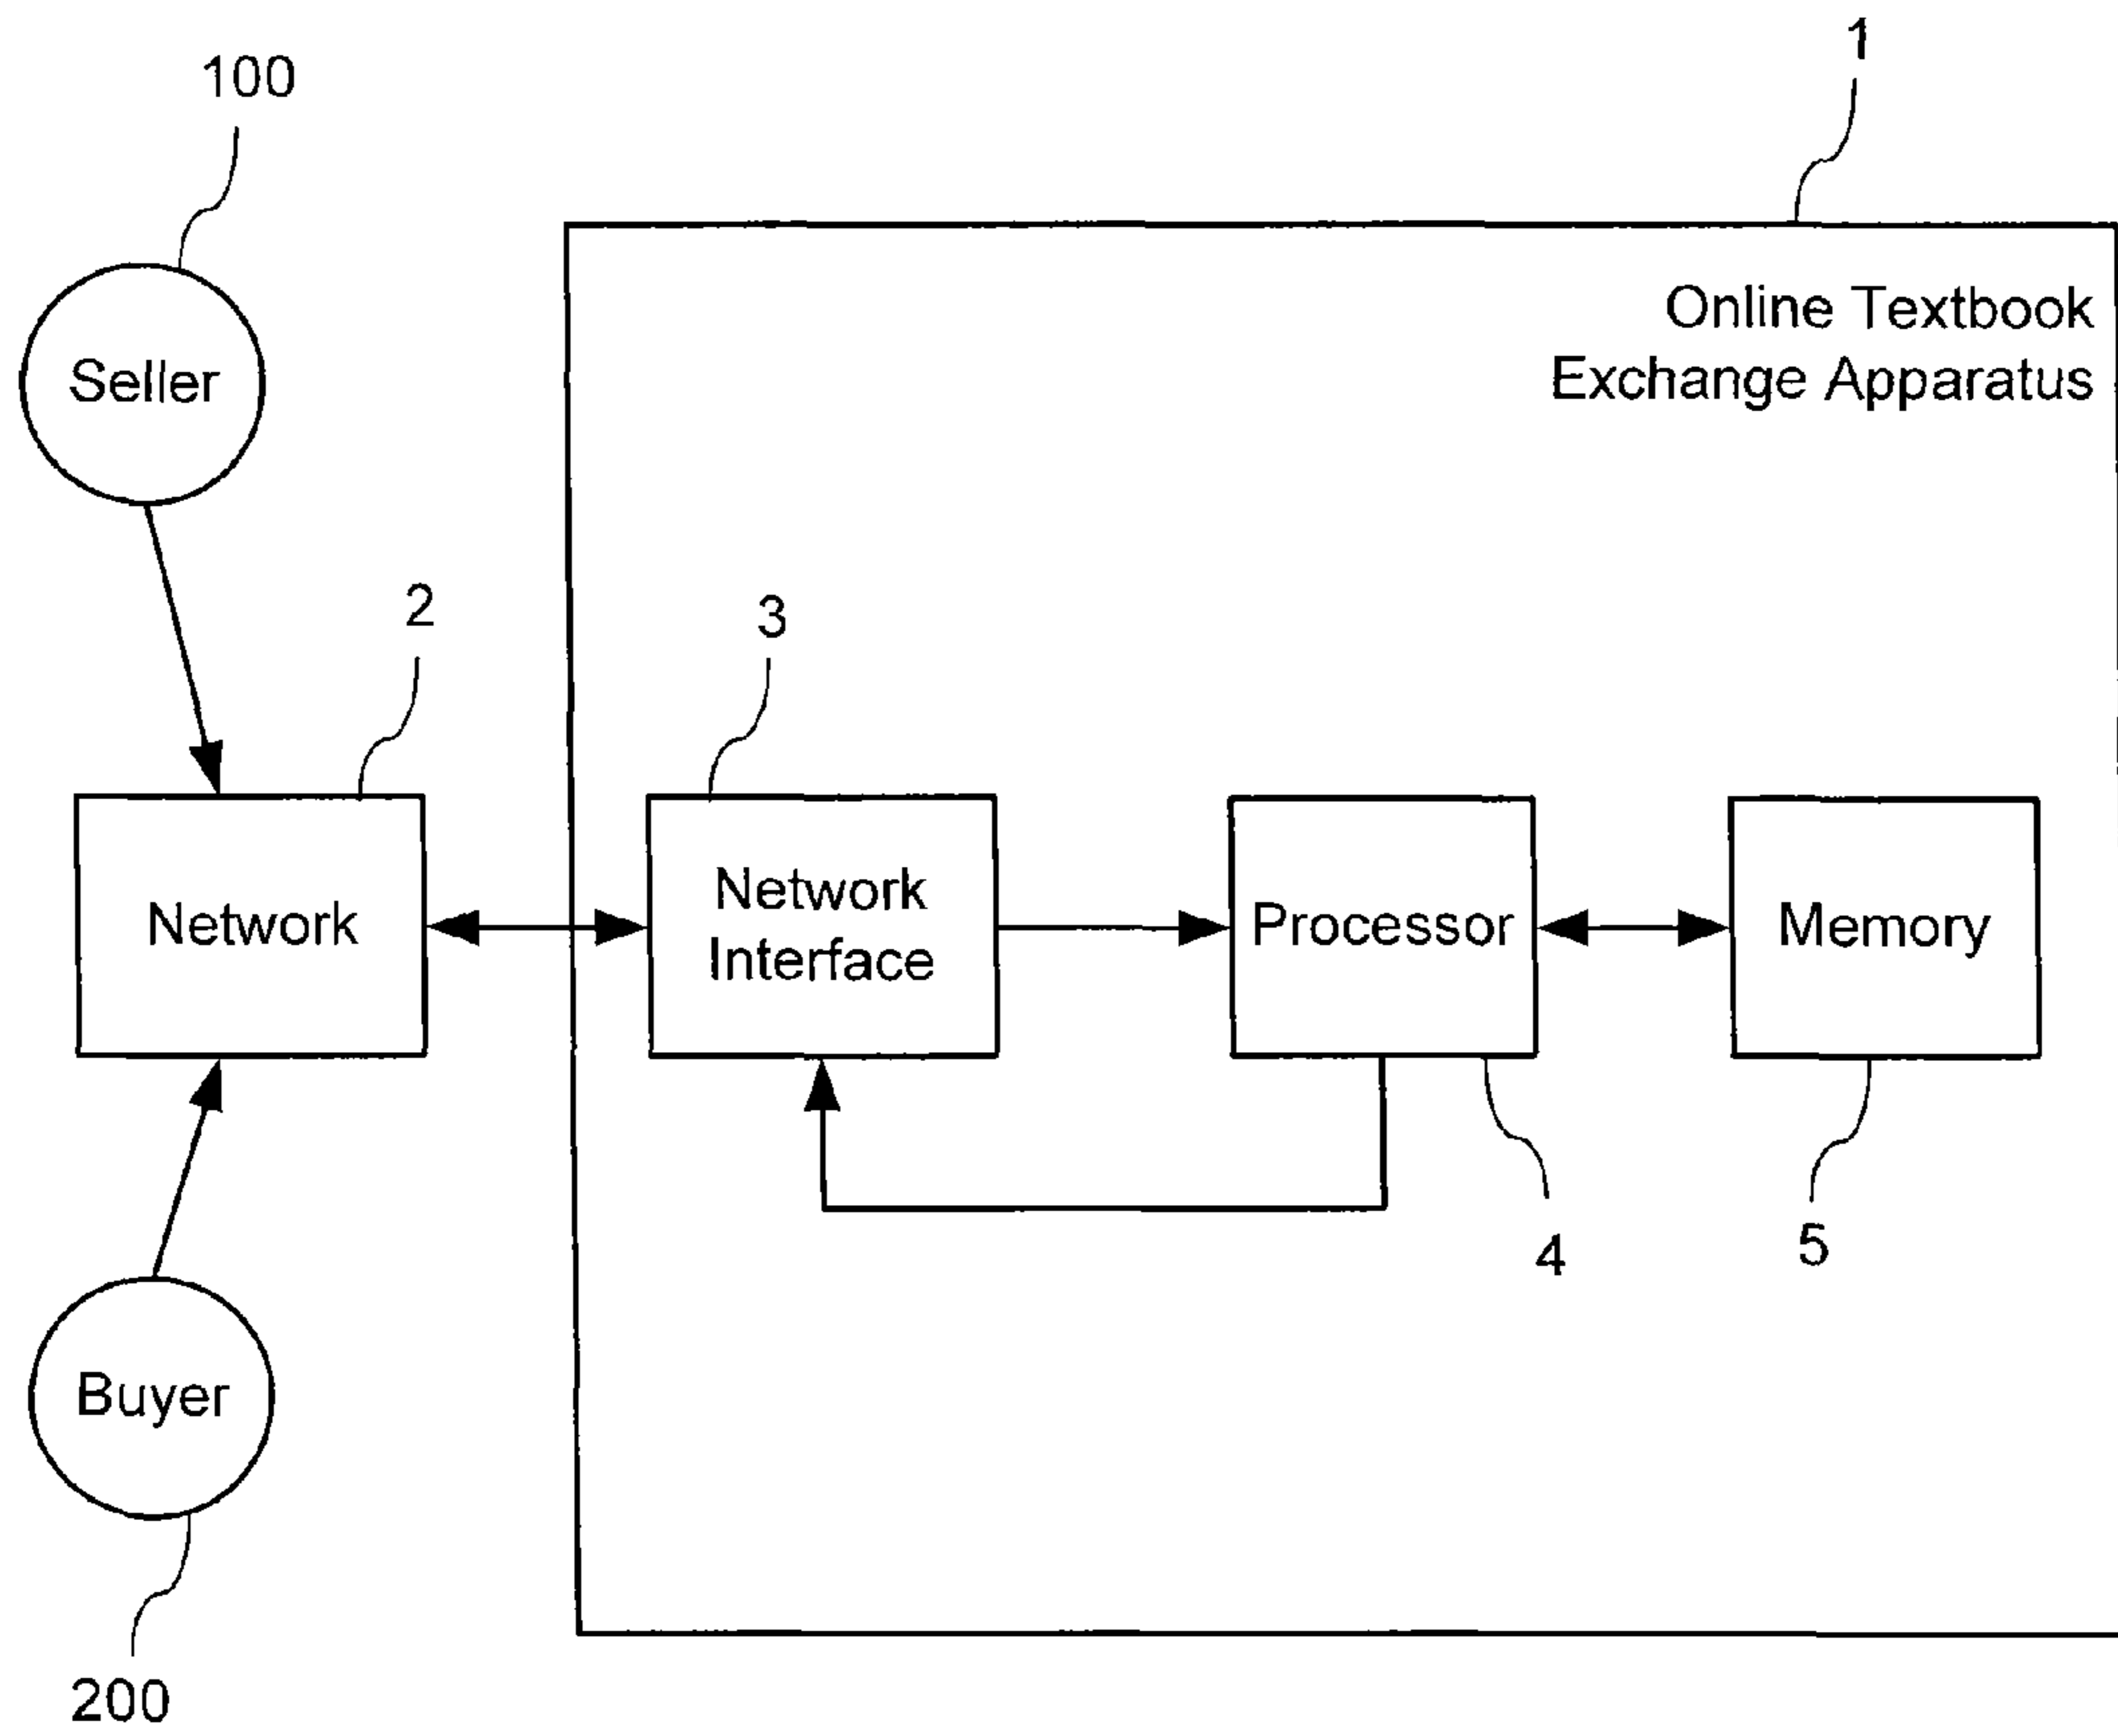 1
100
Online Textbook
Exchange Apparatus
Seller
2
3
Network
Network
Interface
Processor
Memory
4
5
Buyer
200